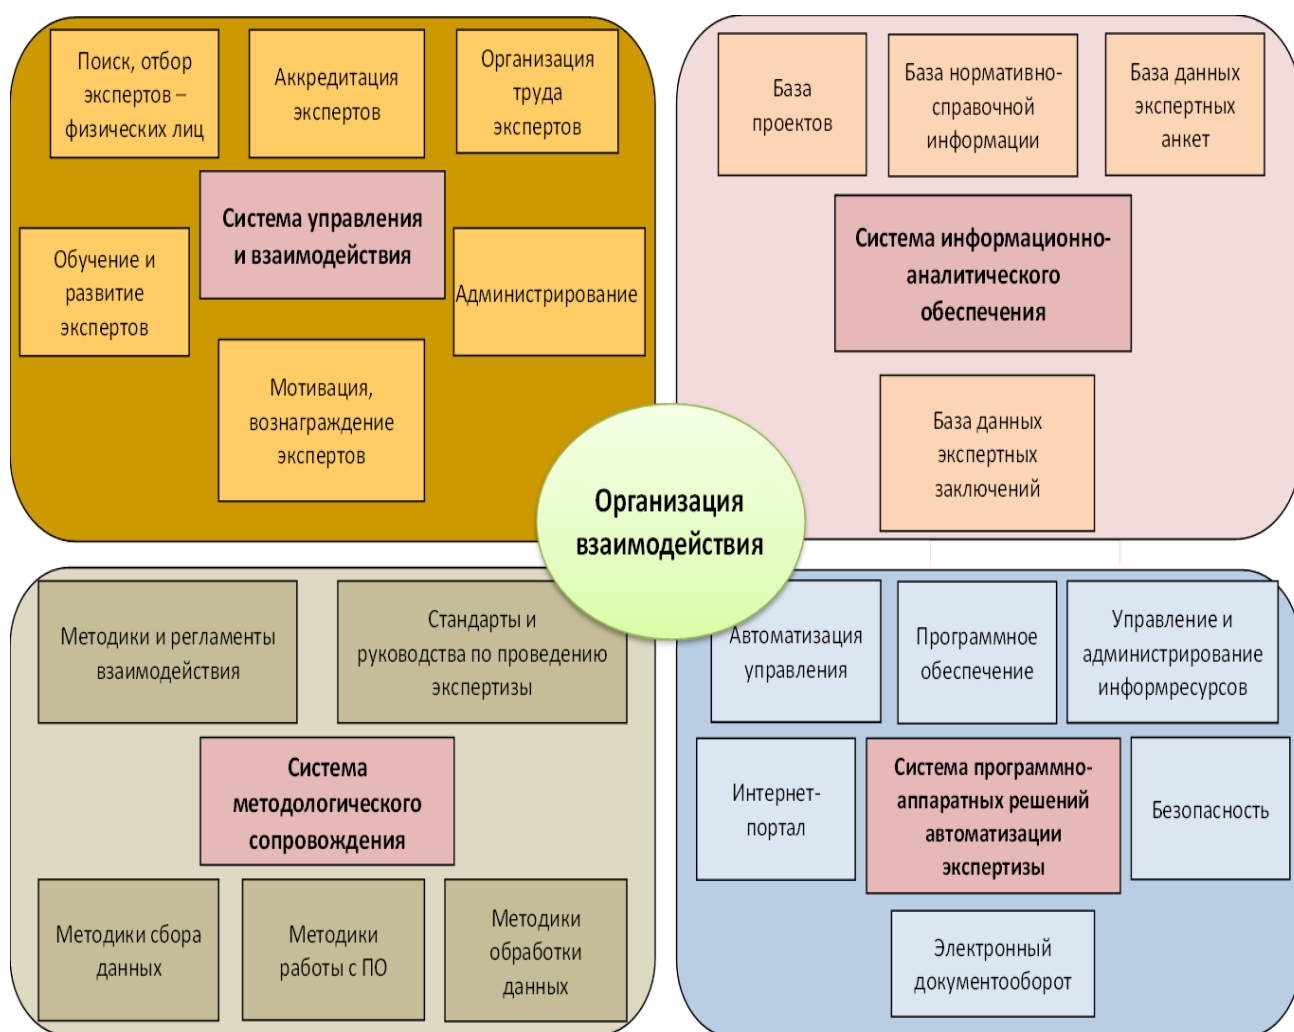 Поиск, отбор
экспертов –
физических лиц
Аккредитация
экспертов
Организация
труда
экспертов
Система управления
и взаимодействия
Обучение и
развитие
экспертов
Администрирование
Мотивация,
вознаграждение
экспертов
База
проектов
База нормативно-
справочной
информации
База данных
экспертных
анкет
Система информационно-
аналитического
обеспечения
База данных
экспертных
заключений
Организация
взаимодействия
Методики и регламенты
взаимодействия
Стандарты и
руководства по проведению
экспертизы
Система
методологического
сопровождения
Методики сбора
данных
Методики
работы с ПО
Методики
обработки
данных
Автоматизация
управления
Программное
обеспечение
Управление и
администрирование
информресурсов
Интернет-
портал
Система программно-
аппаратных решений
автоматизации
экспертизы
Безопасность
Электронный
документооборот